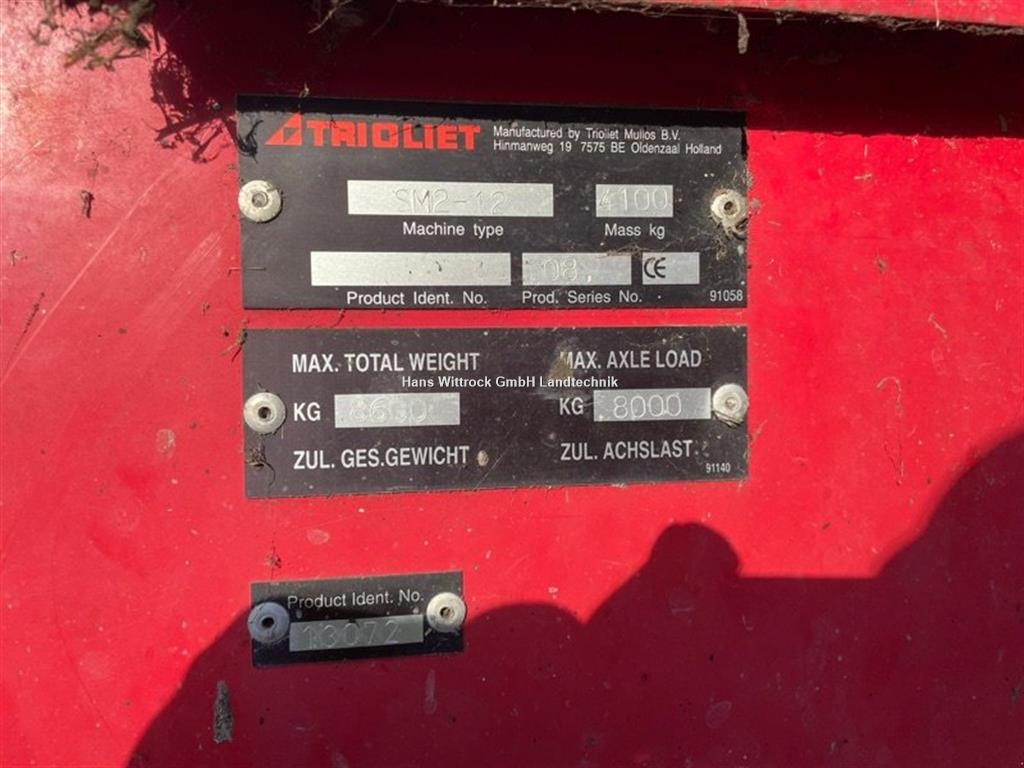 TRIOLIET Manufactured by Trioliet Mullos B.V.
Hinmanweg 19 7575 BE Oldenzaal Holland
SM2-12 4100
Machine type Mass kg
08. CE
Product Ident. No. Prod. Series No. 91058
MAX. TOTAL WEIGHT MAX. AXLE LOAD
Hans Wittrock GmbH Landtechnik
KG 8600 KG 8000
ZUL. GES.GEWICHT ZUL. ACHSLAST
91140
Product Ident. No.
13072